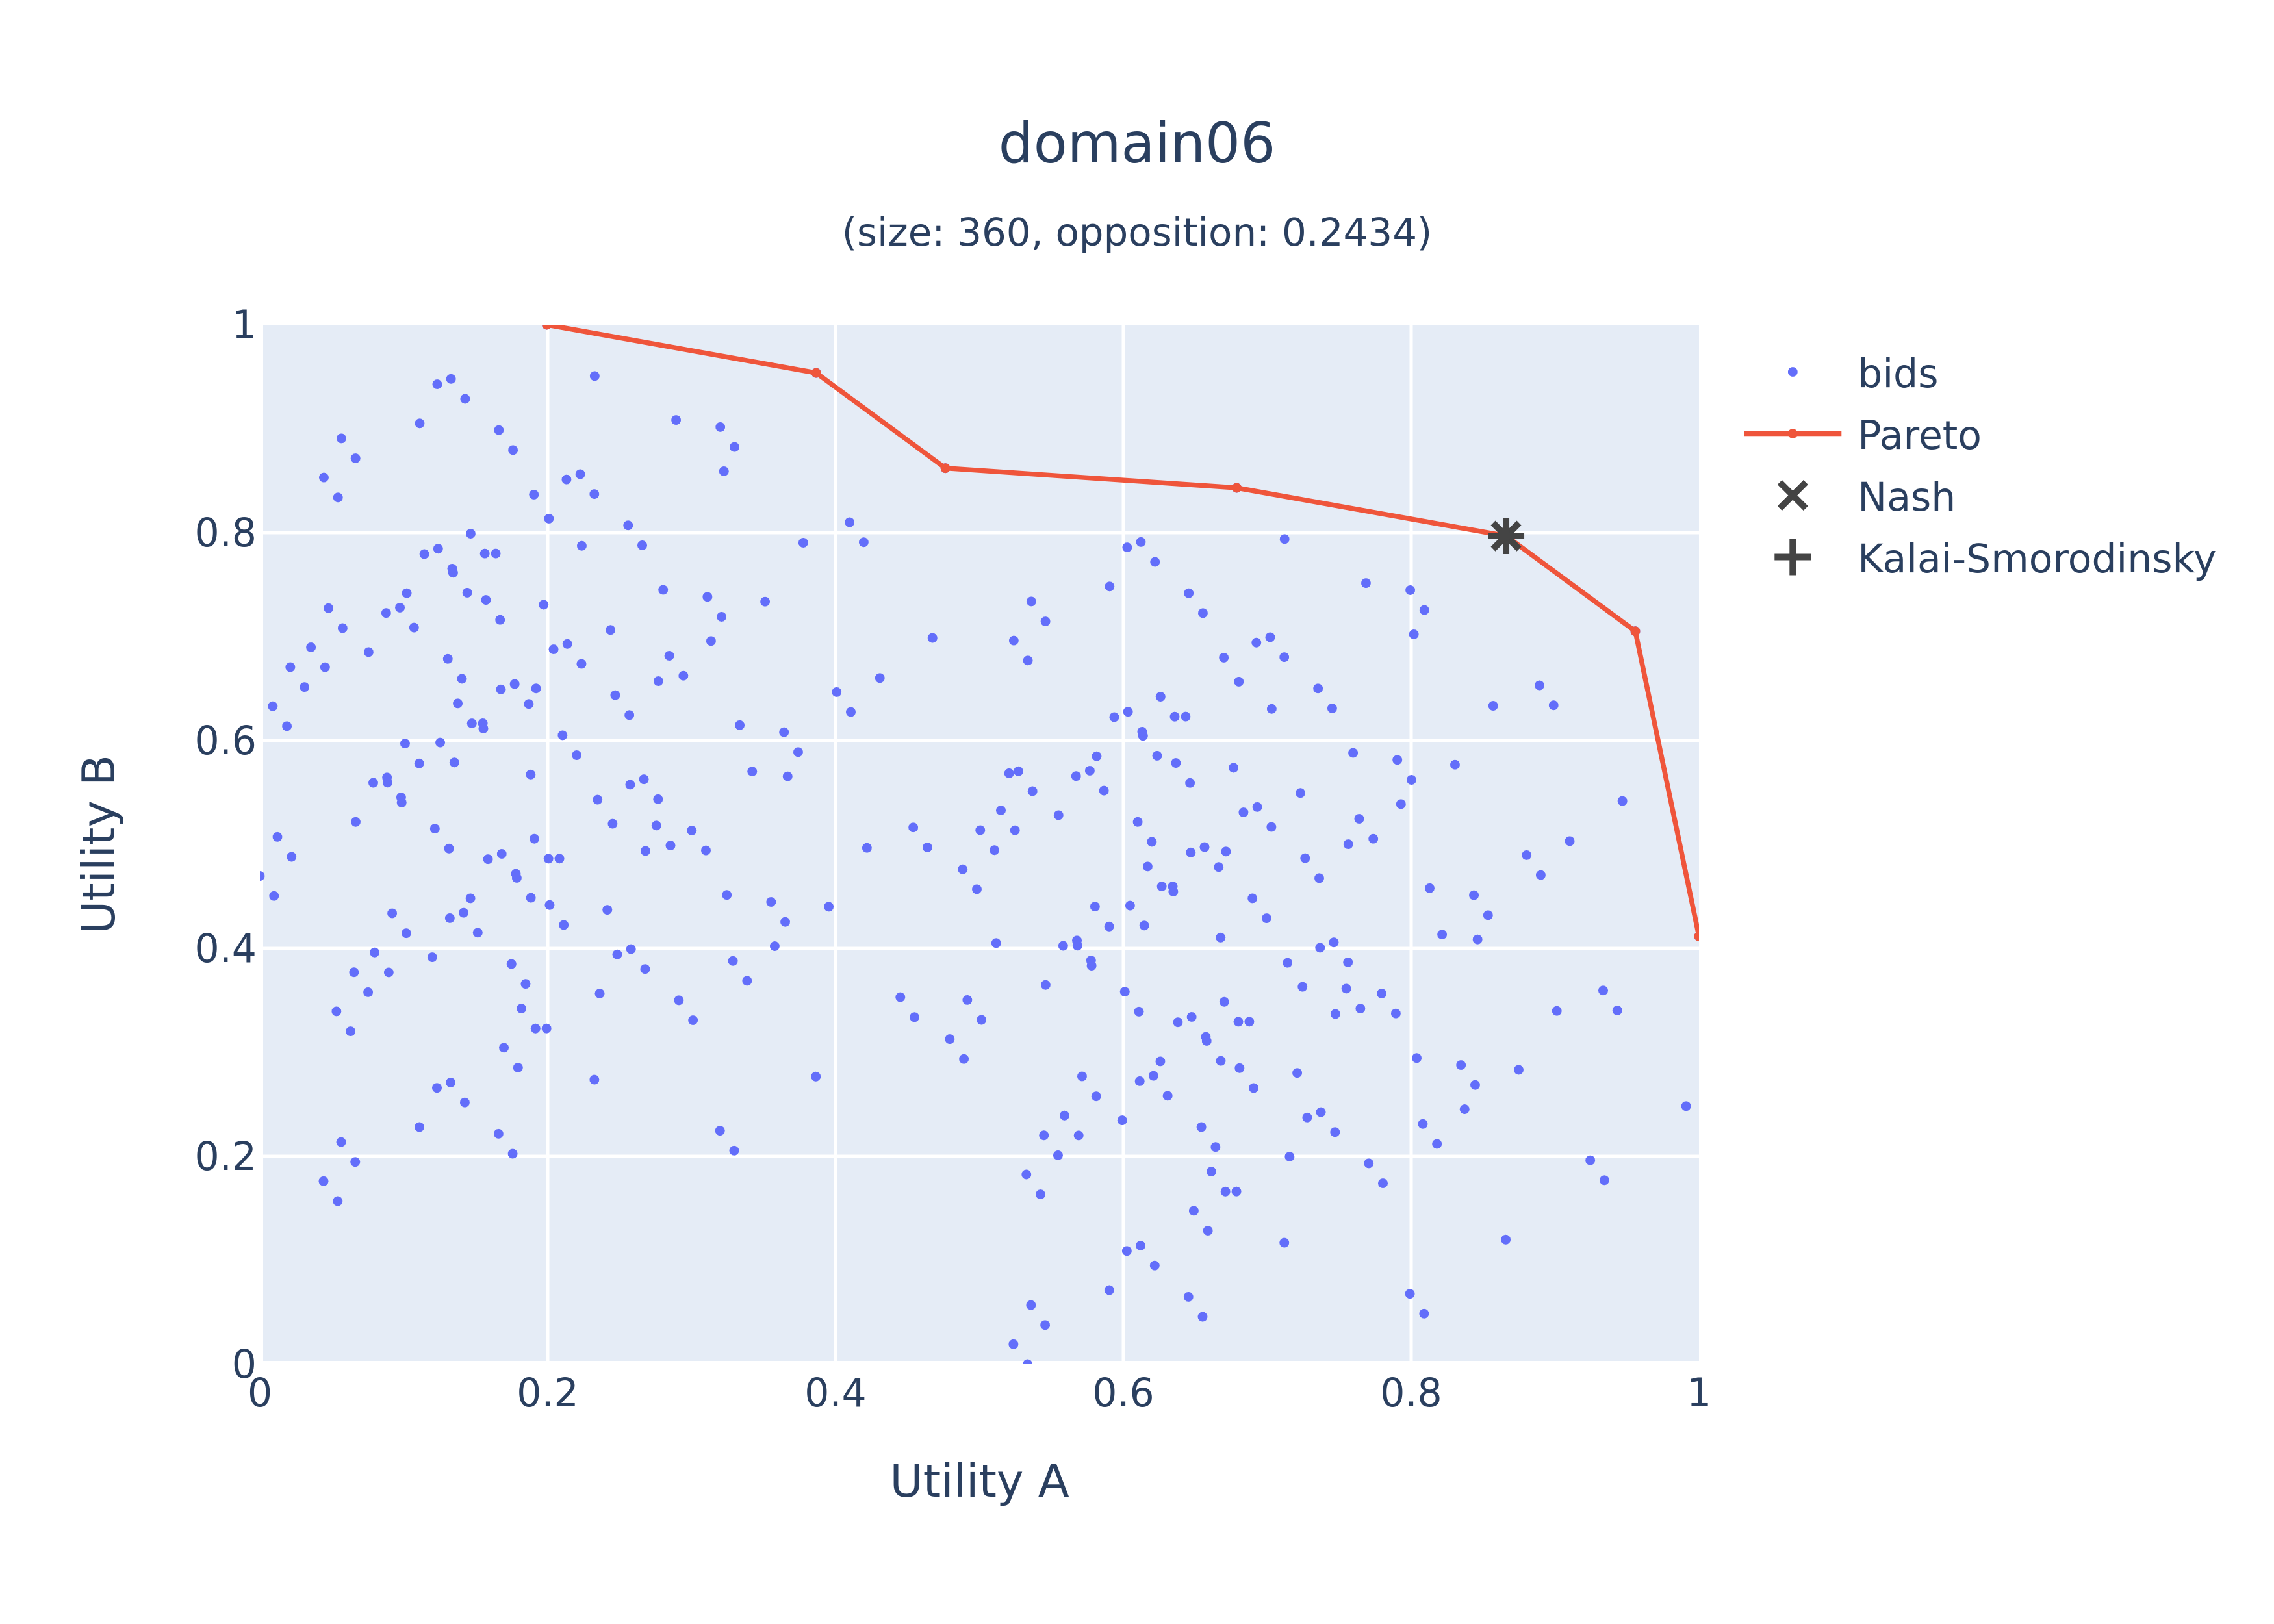 domain06
(size: 360, opposition: 0.2434)
1
0.8
0.6
0.4
0.2
0
0 0.2 0.4 0.6 0.8 1
Utility B
Utility A
bids
Pareto
Nash
Kalai-Smorodinsky